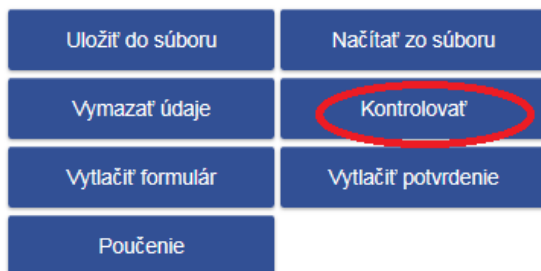 Uložiť do súboru
Načítať zo súboru
Vymazať údaje
Kontrolovať
Vytlačiť formulár
Vytlačiť potvrdenie
Poučenie